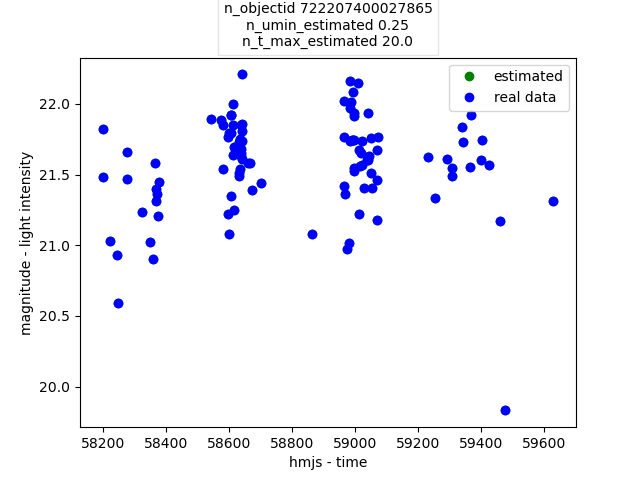 n_objectid 722207400027865
n_umin_estimated 0.25
n_t_max_estimated 20.0
estimated
real data
magnitude - light intensity
22.0
21.5
21.0
20.5
20.0
58200 58400 58600 58800 59000 59200 59400 59600
hmjs - time